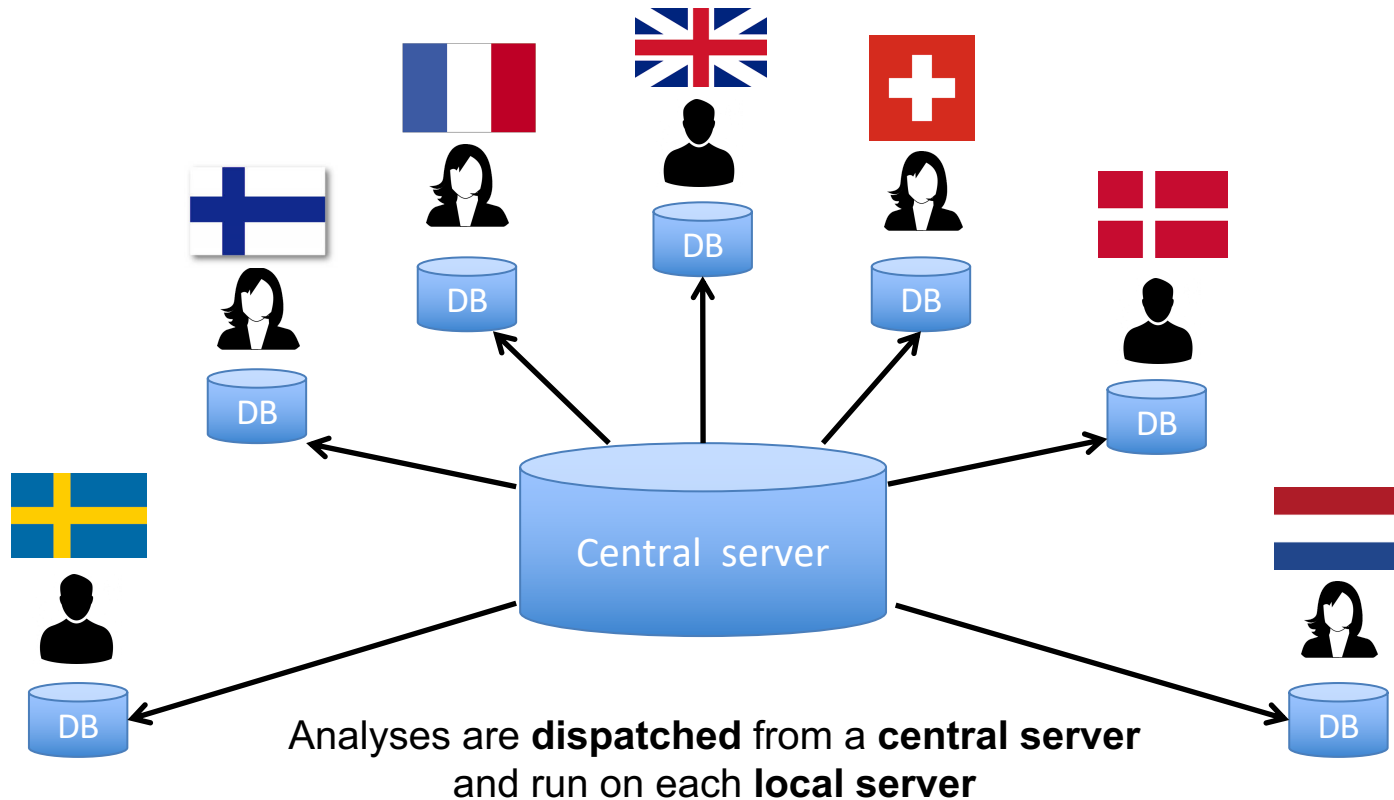 DB
DB
DB
DB
DB
Central server
DB
DB
Analyses are dispatched from a central server
and run on each local server